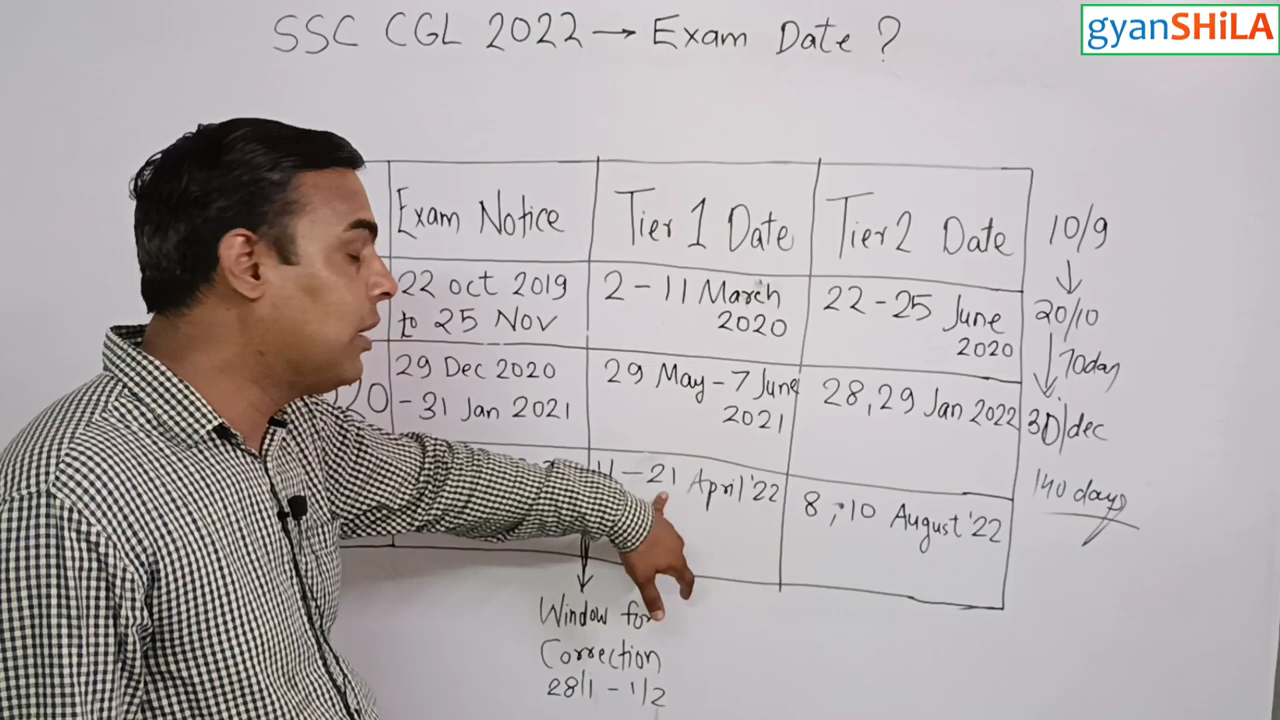 SSC CGL 2022 → Exam Date ?
gyanSHiLA
Exam Notice
Tier 1 Date
Tier 2 Date
22 oct 2019
to 25 Nov
2 - 11 March
2020
22 - 25 June
2020
29 Dec 2020
- 31 Jan 2021
29 May - 7 June
2021
28, 29 Jan 2022
- 21 April '22
8, 10 August '22
10/9
20/10
70day
30/dec
140 days
Window for
Correction
28/1 - 1/2